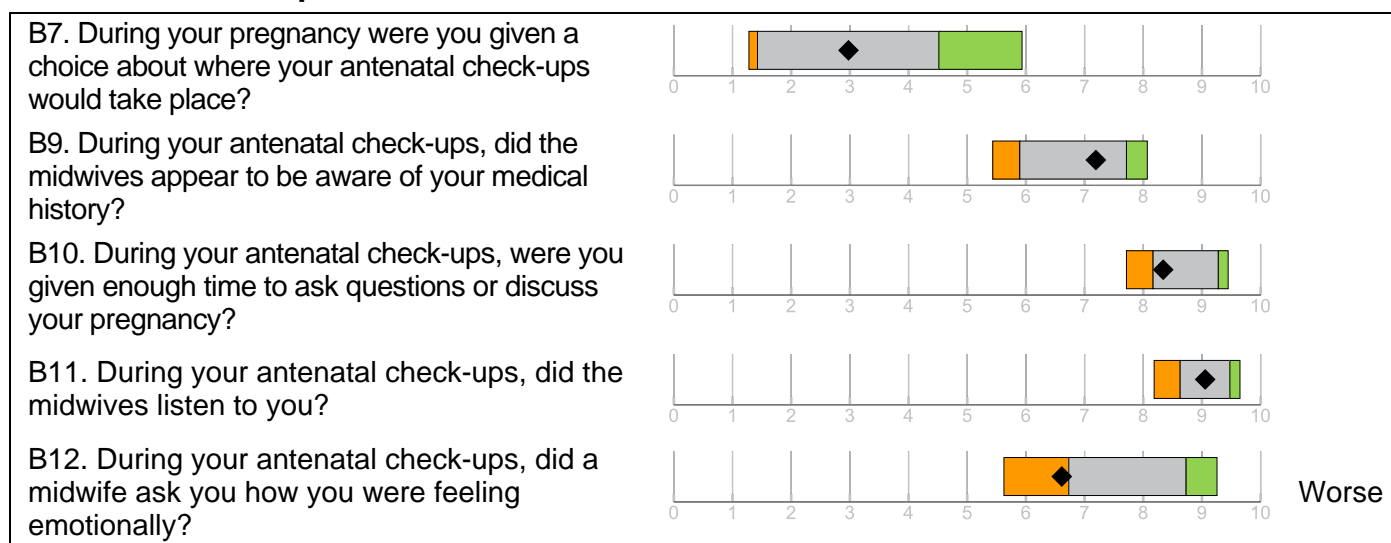 B7. During your pregnancy were you given a
choice about where your antenatal check-ups
would take place?
0 1 2 3 4 5 6 7 8 9 10
B9. During your antenatal check-ups, did the
midwives appear to be aware of your medical
history?
0 1 2 3 4 5 6 7 8 9 10
B10. During your antenatal check-ups, were you
given enough time to ask questions or discuss
your pregnancy?
0 1 2 3 4 5 6 7 8 9 10
B11. During your antenatal check-ups, did the
midwives listen to you?
0 1 2 3 4 5 6 7 8 9 10
B12. During your antenatal check-ups, did a
midwife ask you how you were feeling
emotionally?
0 1 2 3 4 5 6 7 8 9 10
Worse